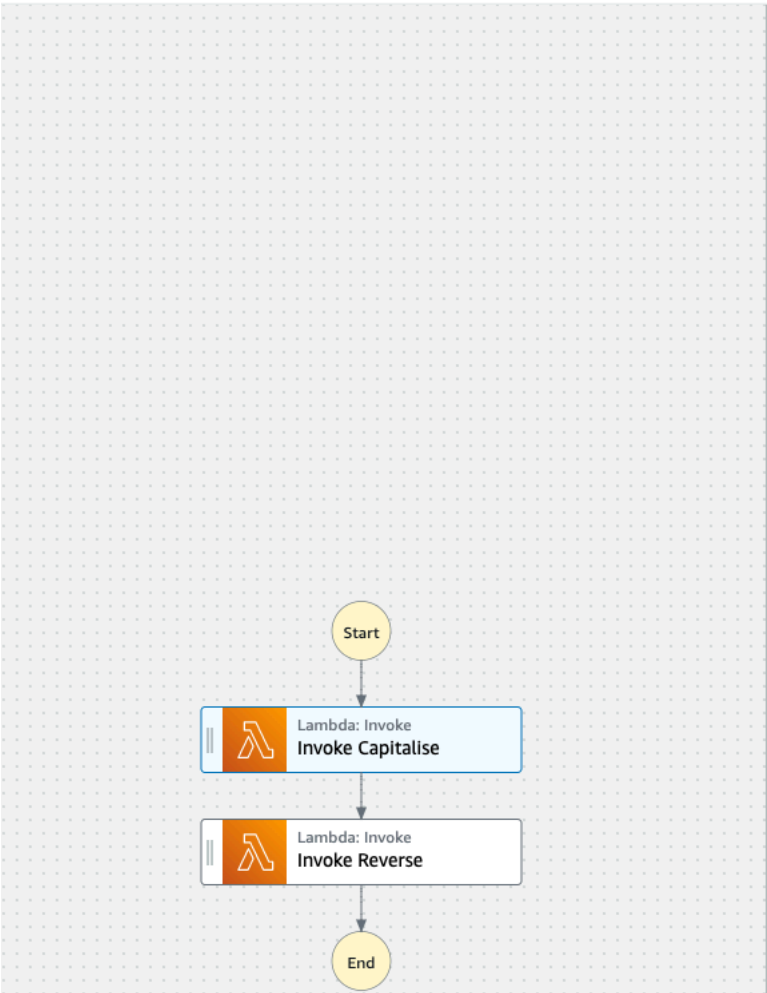 Start
Lambda: Invoke
Invoke Capitalise
Lambda: Invoke
Invoke Reverse
End